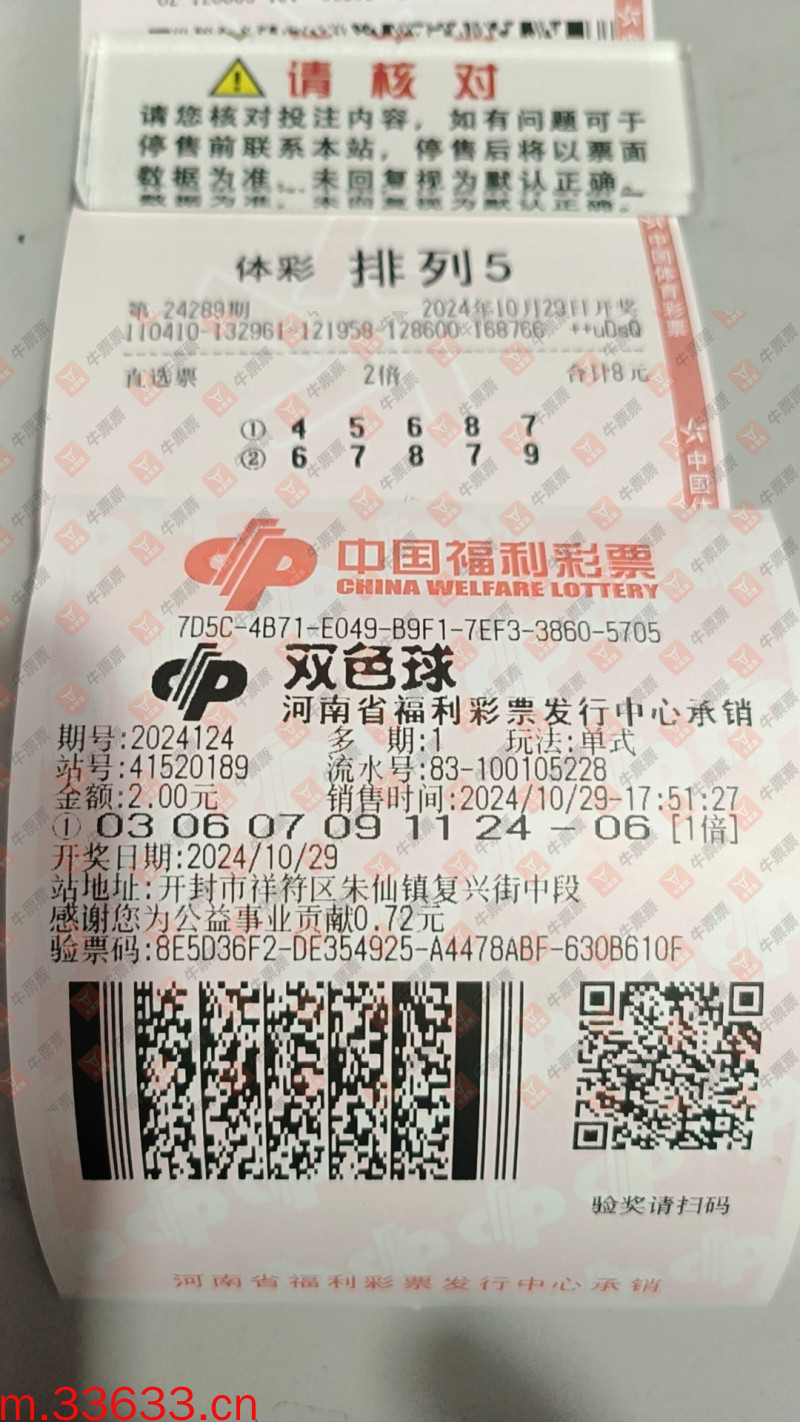 请核对
请您核对投注内容，如有问题可于
停售前联系本站，停售后将以票面
数据为准，未回复视为默认正确。
体彩 排列5
第 24289期 2024年10月29日开奖
110410-132961-121958-128600-168766 ++uDsQ
直选票 2倍 合计8元
① 4 5 6 8 7
② 6 7 8 7 9
中国体育彩票
中国福利彩票
CHINA WELFARE LOTTERY
7D5C-4B71-E049-B9F1-7EF3-3860-5705
双色球
河南省福利彩票发行中心承销
期号:2024124 多 期:1 玩法:单式
站号:41520189 流水号:83-100105228
金额:2.00元 销售时间:2024/10/29-17:51:27
① 03 06 07 09 11 24 - 06 [1倍]
开奖日期:2024/10/29
站地址:开封市祥符区朱仙镇复兴街中段
感谢您为公益事业贡献0.72元
验票码:8E5D36F2-DE354925-A4478ABF-630B610F
验奖请扫码
河南省福利彩票发行中心承销
牛票票
m.33633.cn